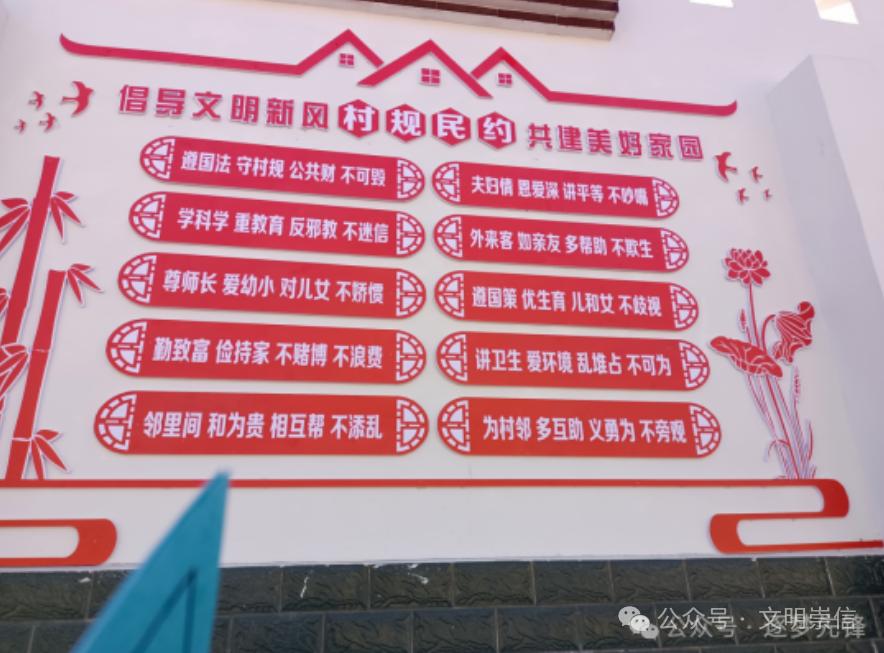 倡导文明新风 村规民约 共建美好家园
遵国法 守村规 公共财 不可毁
学科学 重教育 反邪教 不迷信
尊师长 爱幼小 对儿女 不娇惯
勤致富 俭持家 不赌博 不浪费
邻里间 和为贵 相互帮 不添乱
夫妇情 恩爱深 讲平等 不吵嘴
外来客 如亲友 多帮助 不欺生
遵国策 优生育 儿和女 不歧视
讲卫生 爱环境 乱堆占 不可为
为村邻 多互助 义勇为 不旁观
公众号 · 文明崇信
公众号 · 逐梦先锋